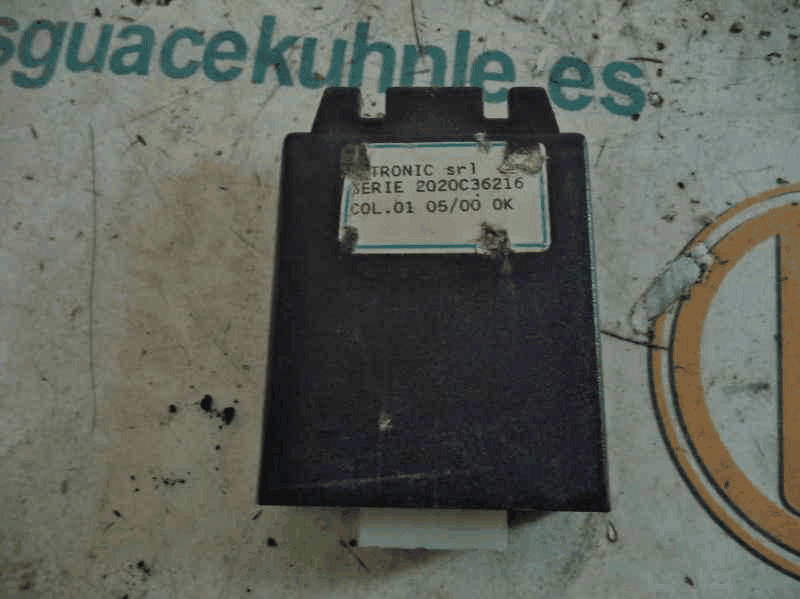 sguacekuhnle.es
TRONIC srl
SERIE 2020C36216
COL.01 05/00 OK